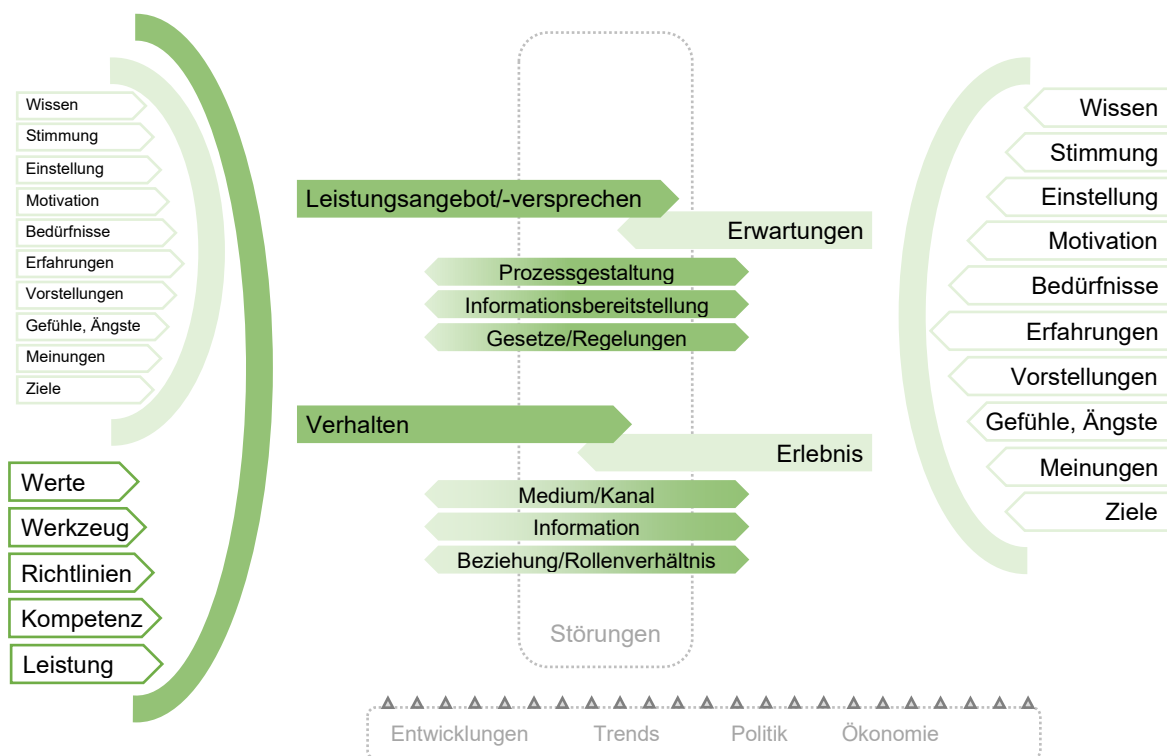 Wissen
Stimmung
Einstellung
Motivation
Bedürfnisse
Erfahrungen
Vorstellungen
Gefühle, Ängste
Meinungen
Ziele
Werte
Werkzeug
Richtlinien
Kompetenz
Leistung
Leistungsangebot/-versprechen
Erwartungen
Prozessgestaltung
Informationsbereitstellung
Gesetze/Regelungen
Verhalten
Erlebnis
Medium/Kanal
Information
Beziehung/Rollenverhältnis
Störungen
Wissen
Stimmung
Einstellung
Motivation
Bedürfnisse
Erfahrungen
Vorstellungen
Gefühle, Ängste
Meinungen
Ziele
Entwicklungen Trends Politik Ökonomie